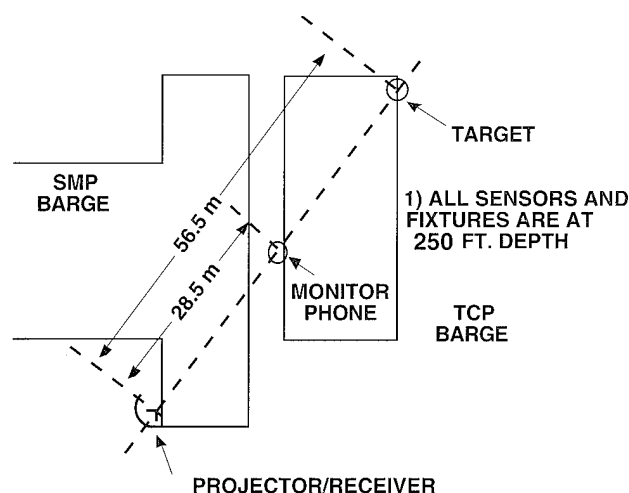 TARGET
SMP
BARGE
1) ALL SENSORS AND
FIXTURES ARE AT
250 FT. DEPTH
56.5 m
28.5 m
MONITOR
PHONE
TCP
BARGE
PROJECTOR/RECEIVER